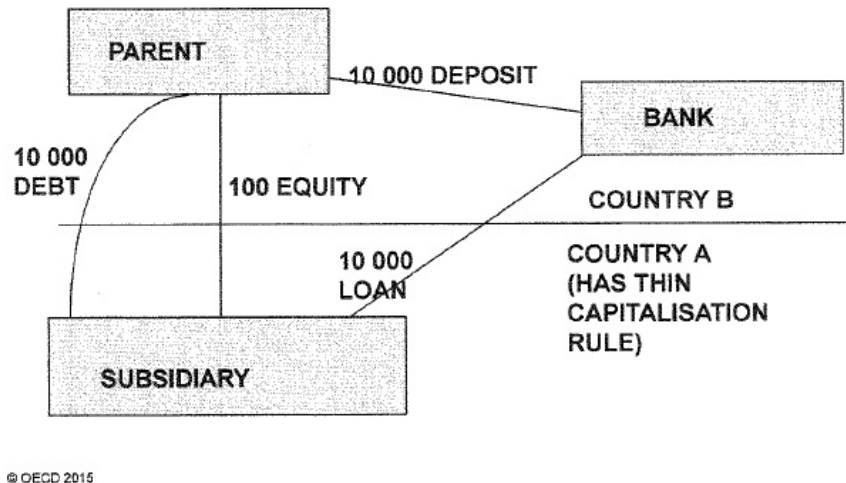 PARENT
10 000 DEPOSIT
BANK
10 000
DEBT
100 EQUITY
COUNTRY B
10 000
LOAN
COUNTRY A
(HAS THIN
CAPITALISATION
RULE)
SUBSIDIARY
© OECD 2015